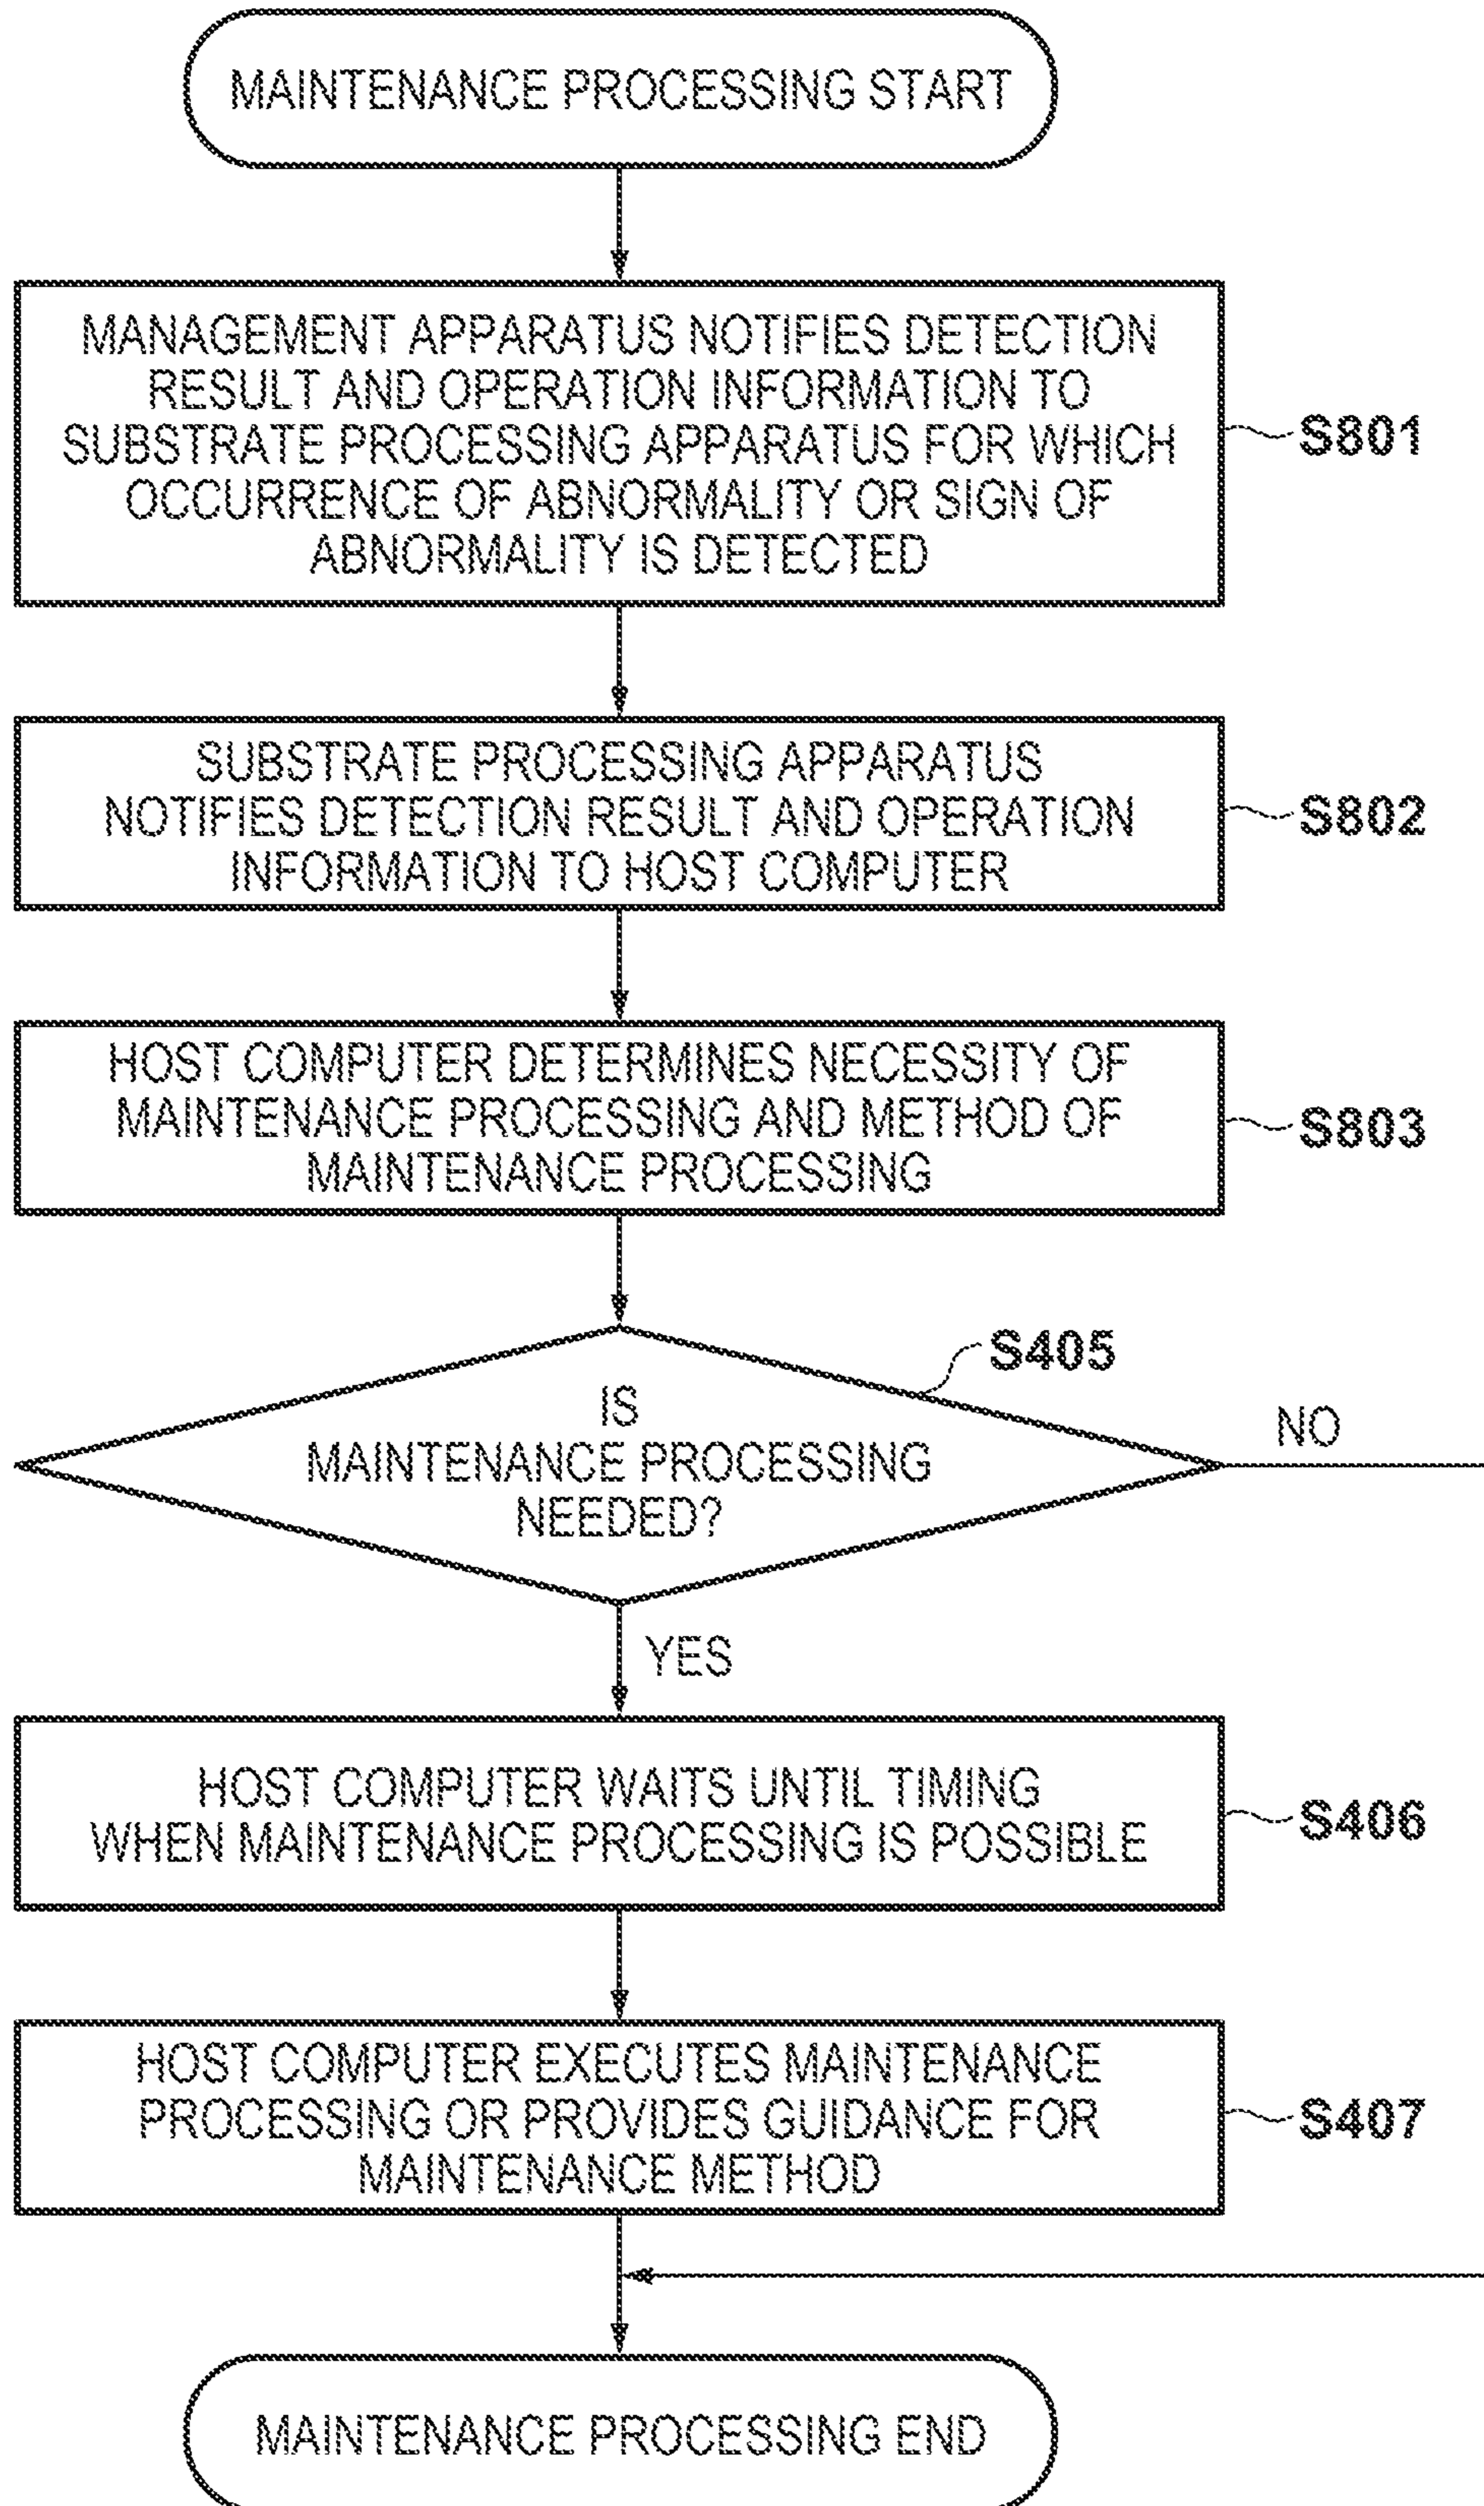 MAINTENANCE PROCESSING START
MANAGEMENT APPARATUS NOTIFIES DETECTION
RESULT AND OPERATION INFORMATION TO
SUBSTRATE PROCESSING APPARATUS FOR WHICH
OCCURRENCE OF ABNORMALITY OR SIGN OF
ABNORMALITY IS DETECTED
S801
SUBSTRATE PROCESSING APPARATUS
NOTIFIES DETECTION RESULT AND OPERATION
INFORMATION TO HOST COMPUTER
S802
HOST COMPUTER DETERMINES NECESSITY OF
MAINTENANCE PROCESSING AND METHOD OF
MAINTENANCE PROCESSING
S803
S405
IS
MAINTENANCE PROCESSING
NEEDED?
NO
YES
HOST COMPUTER WAITS UNTIL TIMING
WHEN MAINTENANCE PROCESSING IS POSSIBLE
S406
HOST COMPUTER EXECUTES MAINTENANCE
PROCESSING OR PROVIDES GUIDANCE FOR
MAINTENANCE METHOD
S407
MAINTENANCE PROCESSING END